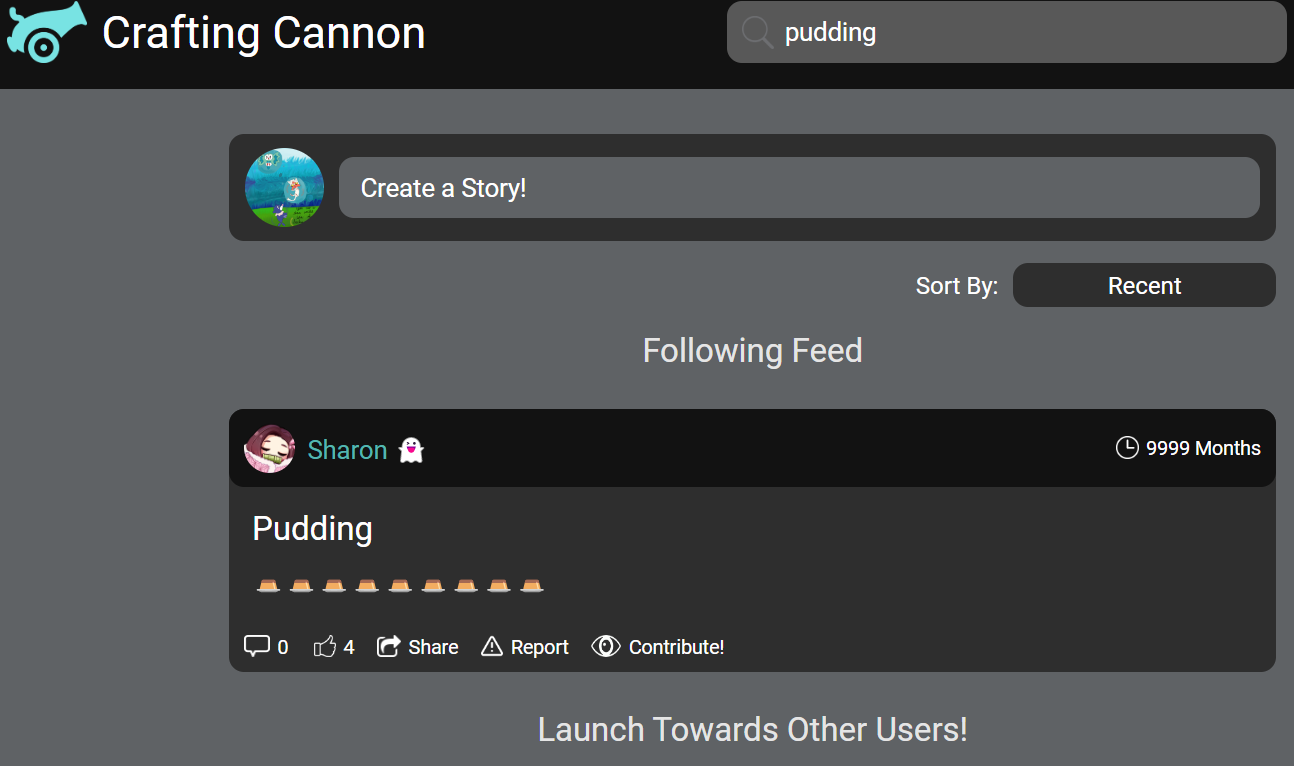 Crafting Cannon
pudding
Create a Story!
Sort By: Recent
Following Feed
Sharon 👻 9999 Months
Pudding
🍮🍮🍮🍮🍮🍮🍮🍮🍮
0 4 Share Report Contribute!
Launch Towards Other Users!